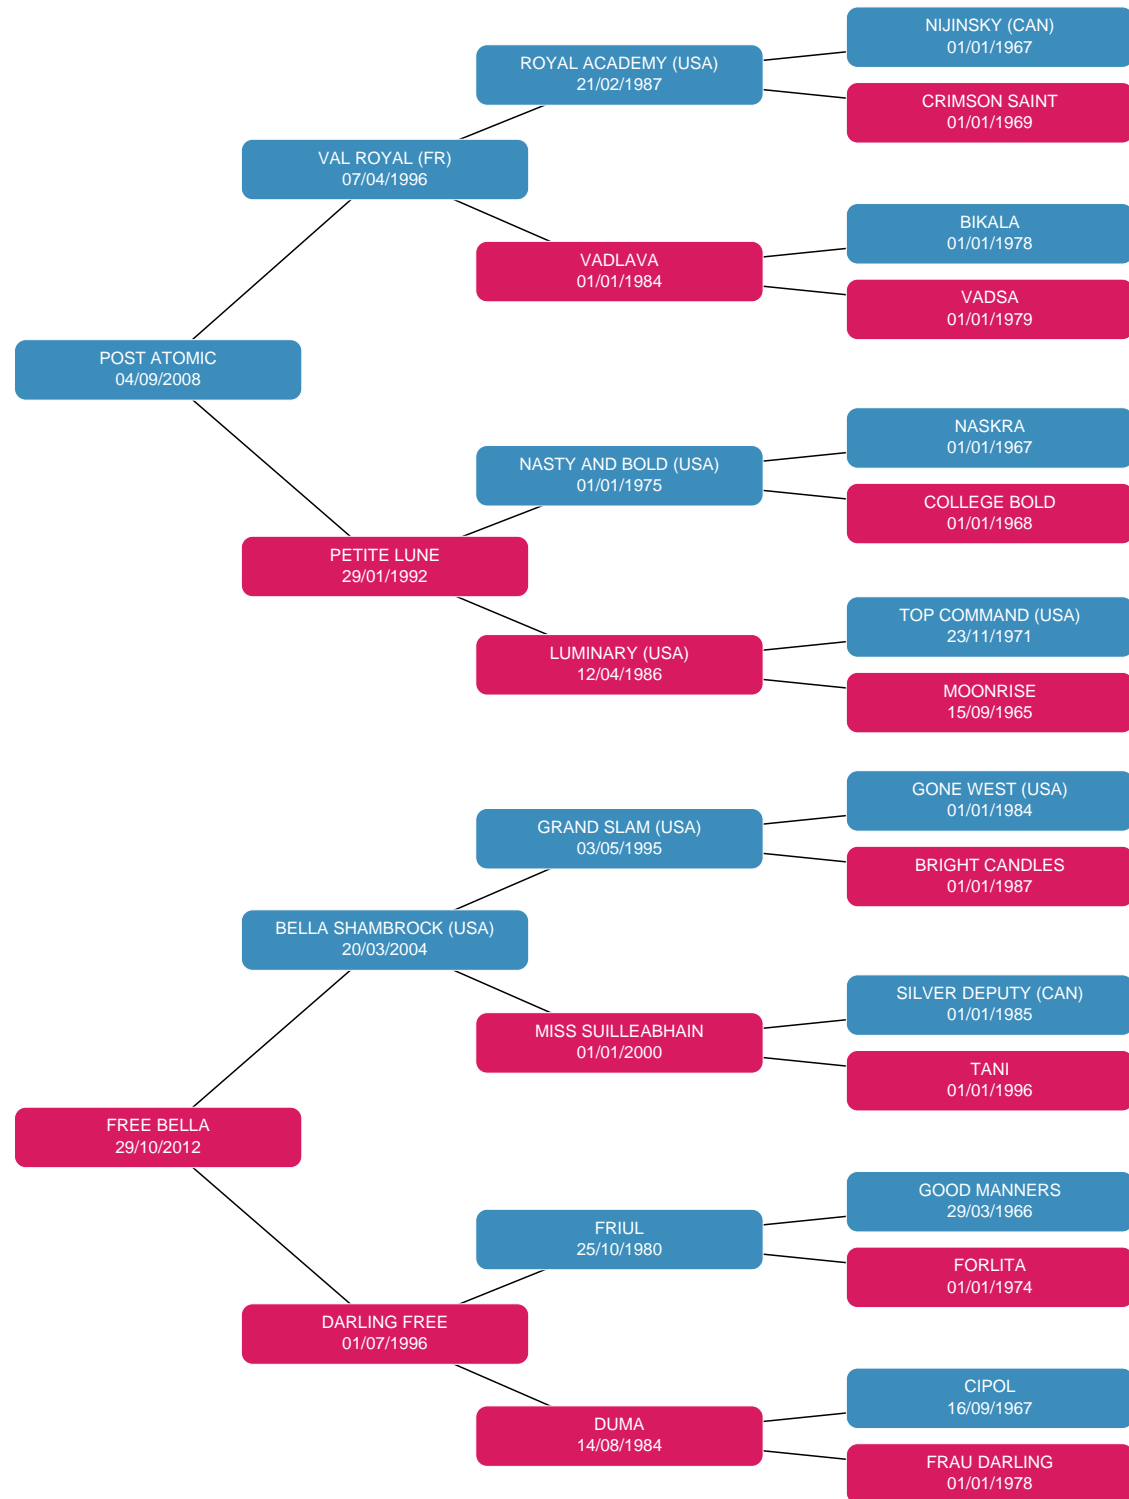 NIJINSKY (CAN)
01/01/1967
ROYAL ACADEMY (USA)
21/02/1987
CRIMSON SAINT
01/01/1969
VAL ROYAL (FR)
07/04/1996
BIKALA
01/01/1978
VADLAVA
01/01/1984
VADSA
01/01/1979
POST ATOMIC
04/09/2008
NASKRA
01/01/1967
NASTY AND BOLD (USA)
01/01/1975
COLLEGE BOLD
01/01/1968
PETITE LUNE
29/01/1992
TOP COMMAND (USA)
23/11/1971
LUMINARY (USA)
12/04/1986
MOONRISE
15/09/1965
GONE WEST (USA)
01/01/1984
GRAND SLAM (USA)
03/05/1995
BRIGHT CANDLES
01/01/1987
BELLA SHAMBROCK (USA)
20/03/2004
SILVER DEPUTY (CAN)
01/01/1985
MISS SUILLEABHAIN
01/01/2000
TANI
01/01/1996
FREE BELLA
29/10/2012
GOOD MANNERS
29/03/1966
FRIUL
25/10/1980
FORLITA
01/01/1974
DARLING FREE
01/07/1996
CIPOL
16/09/1967
DUMA
14/08/1984
FRAU DARLING
01/01/1978